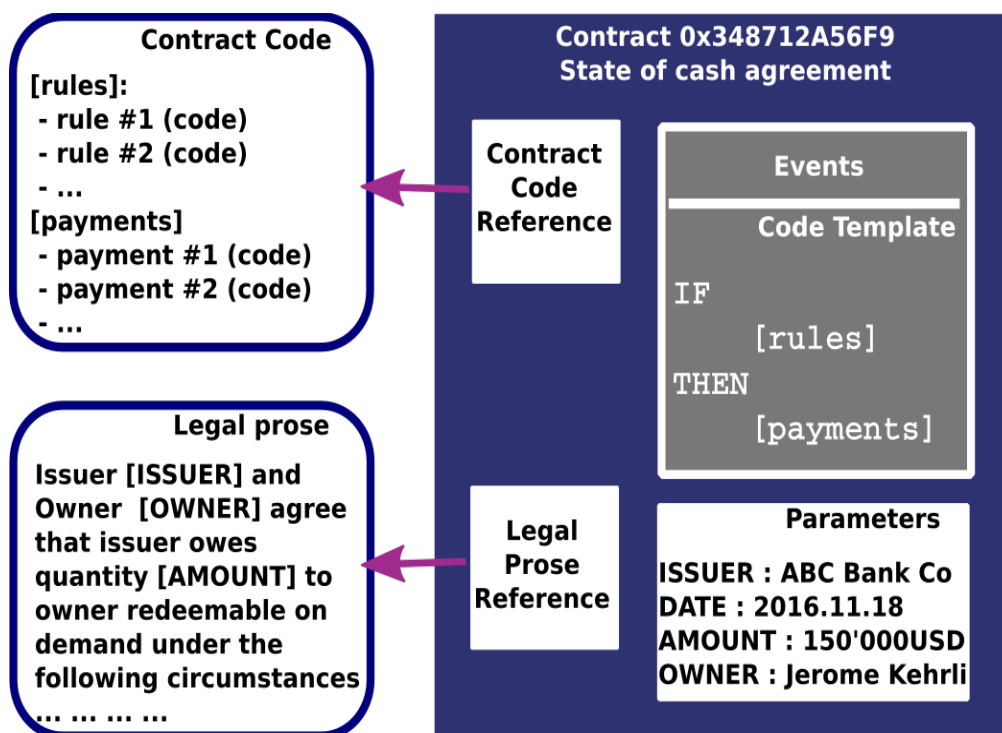 Contract Code
[rules]:
- rule #1 (code)
- rule #2 (code)
- ...
[payments]
- payment #1 (code)
- payment #2 (code)
- ...
Legal prose
Issuer [ISSUER] and
Owner [OWNER] agree
that issuer owes
quantity [AMOUNT] to
owner redeemable on
demand under the
following circumstances
... ... ... ...
Contract 0x348712A56F9
State of cash agreement
Contract
Code
Reference
Events
Code Template
IF
[rules]
THEN
[payments]
Legal
Prose
Reference
Parameters
ISSUER : ABC Bank Co
DATE : 2016.11.18
AMOUNT : 150'000USD
OWNER : Jerome Kehrli